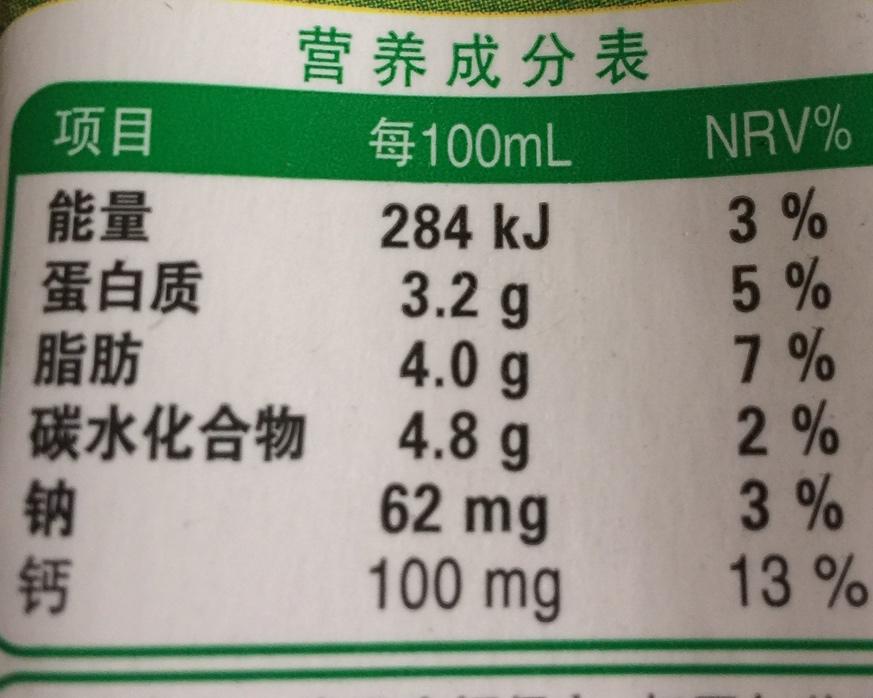 营养成分表
项目 每100mL NRV%
能量 284 kJ 3 %
蛋白质 3.2 g 5 %
脂肪 4.0 g 7 %
碳水化合物 4.8 g 2 %
钠 62 mg 3 %
钙 100 mg 13 %